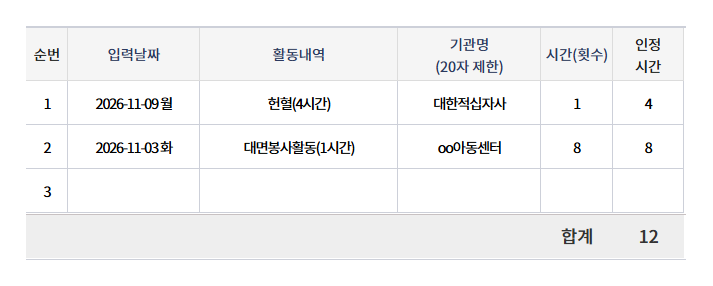 순번 입력날짜 활동내역 기관명 (20자 제한) 시간(횟수) 인정 시간
1 2026-11-09 월 헌혈(4시간) 대한적십자사 1 4
2 2026-11-03 화 대면봉사활동(1시간) oo아동센터 8 8
3
합계 12